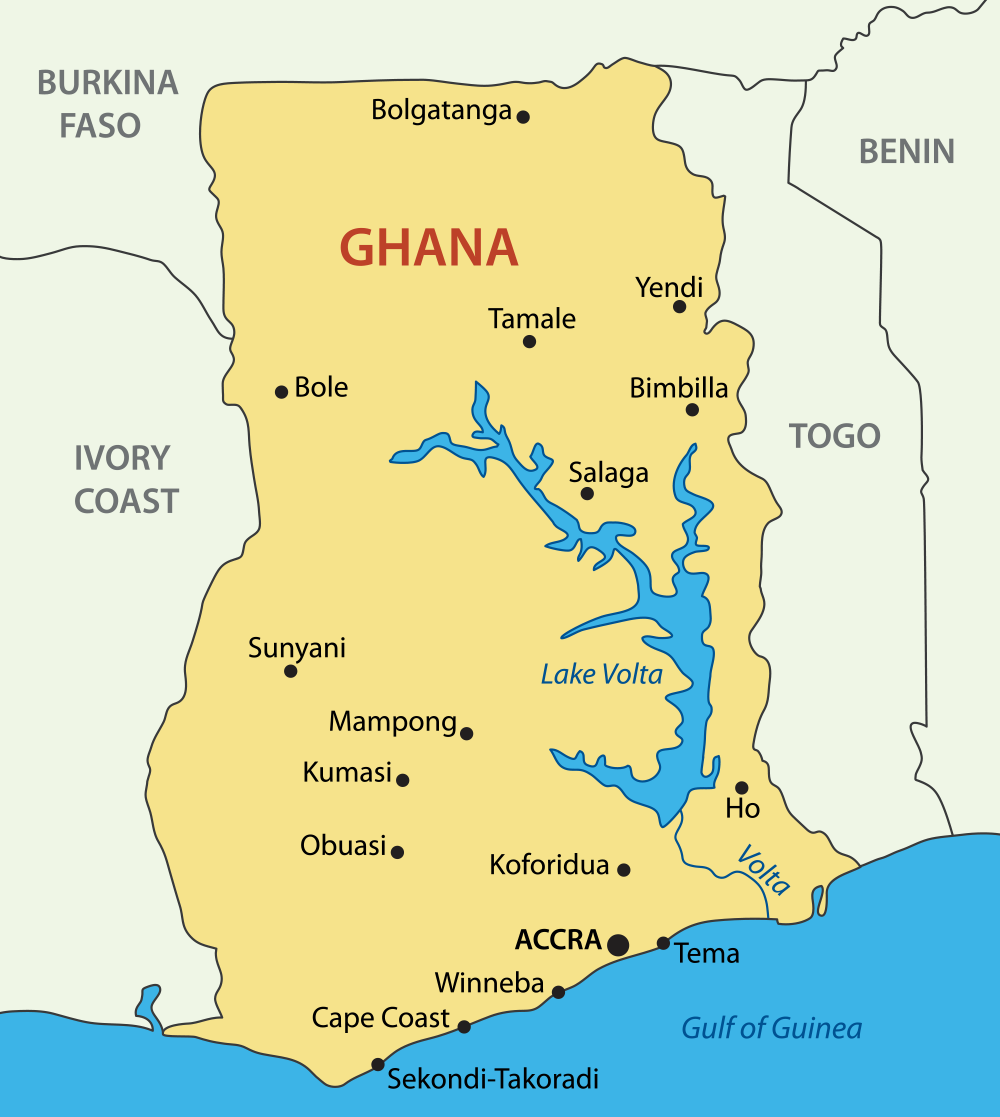 BURKINA
FASO
Bolgatanga
BENIN
GHANA
Yendi
Tamale
Bole
Bimbilla
TOGO
IVORY
COAST
Salaga
Sunyani
Lake Volta
Mampong
Kumasi
Ho
Obuasi
Koforidua
Volta
ACCRA
Tema
Winneba
Cape Coast
Gulf of Guinea
Sekondi-Takoradi